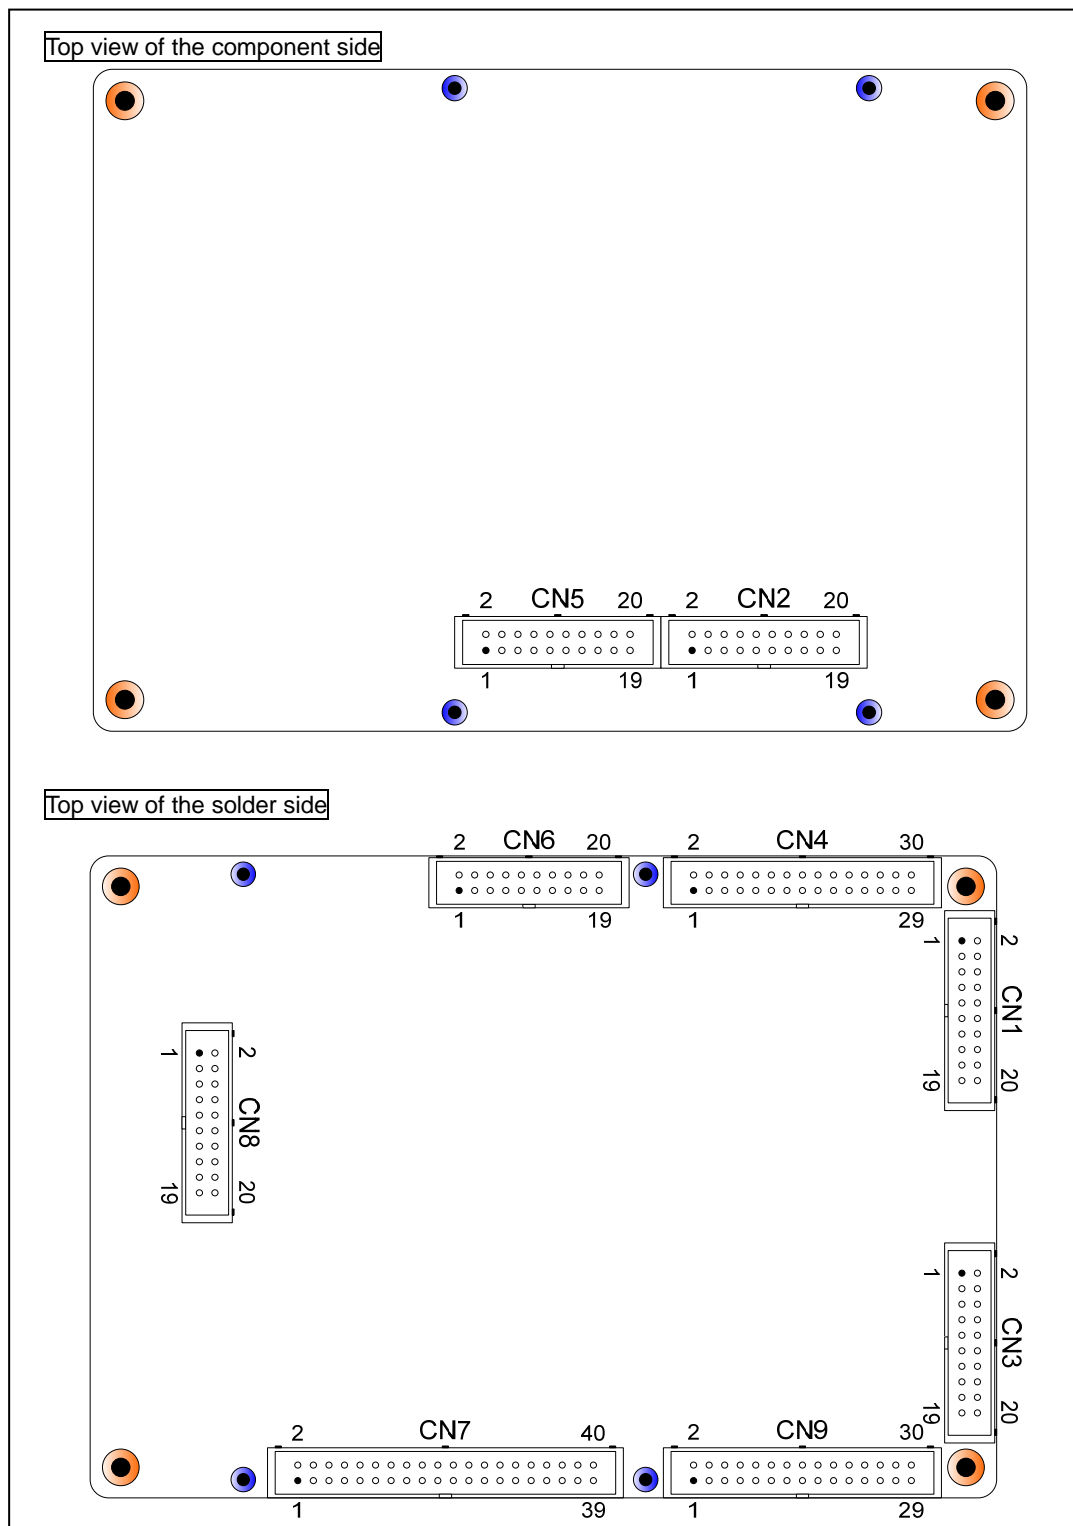 Top view of the component side
2 CN5 20 2 CN2 20
1 19 1 19
Top view of the solder side
2 CN6 20 2 CN4 30
1 19 1 29
1 2
CN1
19 20
1 2
CN8
19 20
1 2
CN3
19 20
2 CN7 40 2 CN9 30
1 39 1 29